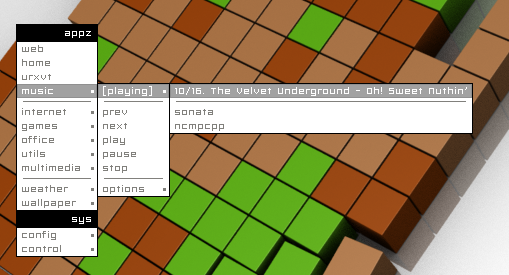 appz
web
home
urxvt
music
internet
games
office
utils
multimedia
weather
wallpaper
sys
config
control
[playing]
prev
next
play
pause
stop
options
10/16. The Velvet Underground - Oh! Sweet Nuthin'
sonata
ncmpcpp